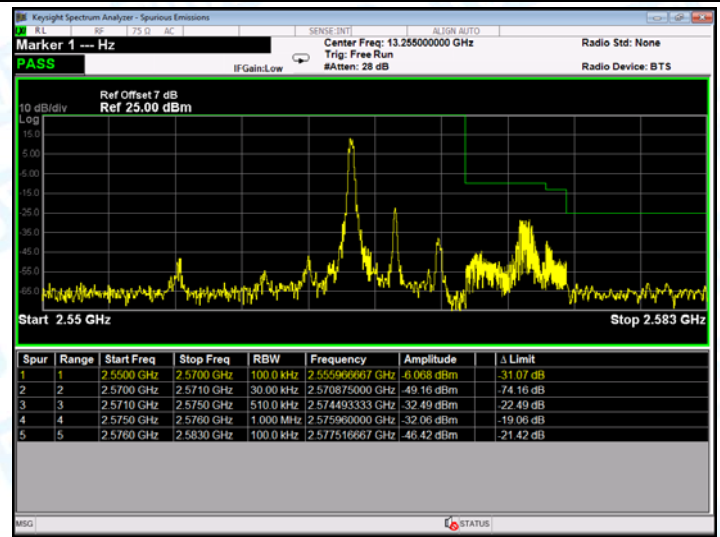 Keysight Spectrum Analyzer - Spurious Emissions
RL RF 75 Ω AC SENSE:INT ALIGN AUTO
Marker 1 --- Hz
Center Freq: 13.255000000 GHz
Radio Std: None
Trig: Free Run
PASS
IFGain:Low
#Atten: 28 dB
Radio Device: BTS
Ref Offset 7 dB
10 dB/div Ref 25.00 dBm
Log
15.0
5.00
-5.00
-15.0
-25.0
-35.0
-45.0
-55.0
-65.0
Start 2.55 GHz Stop 2.583 GHz
Spur Range Start Freq Stop Freq RBW Frequency Amplitude Δ Limit
1 1 2.5500 GHz 2.5700 GHz 100.0 kHz 2.555966667 GHz -6.068 dBm -31.07 dB
2 2 2.5700 GHz 2.5710 GHz 30.00 kHz 2.570875000 GHz -49.16 dBm -74.16 dB
3 3 2.5710 GHz 2.5750 GHz 510.0 kHz 2.574493333 GHz -32.49 dBm -22.49 dB
4 4 2.5750 GHz 2.5760 GHz 1.000 MHz 2.575960000 GHz -32.06 dBm -19.06 dB
5 5 2.5760 GHz 2.5830 GHz 100.0 kHz 2.577516667 GHz -46.42 dBm -21.42 dB
MSG STATUS